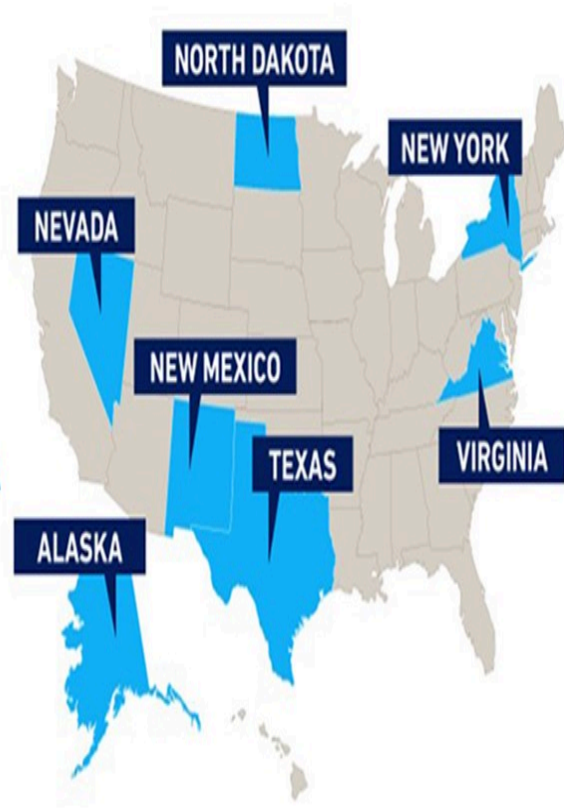 NORTH DAKOTA
NEW YORK
NEVADA
NEW MEXICO
TEXAS
VIRGINIA
ALASKA